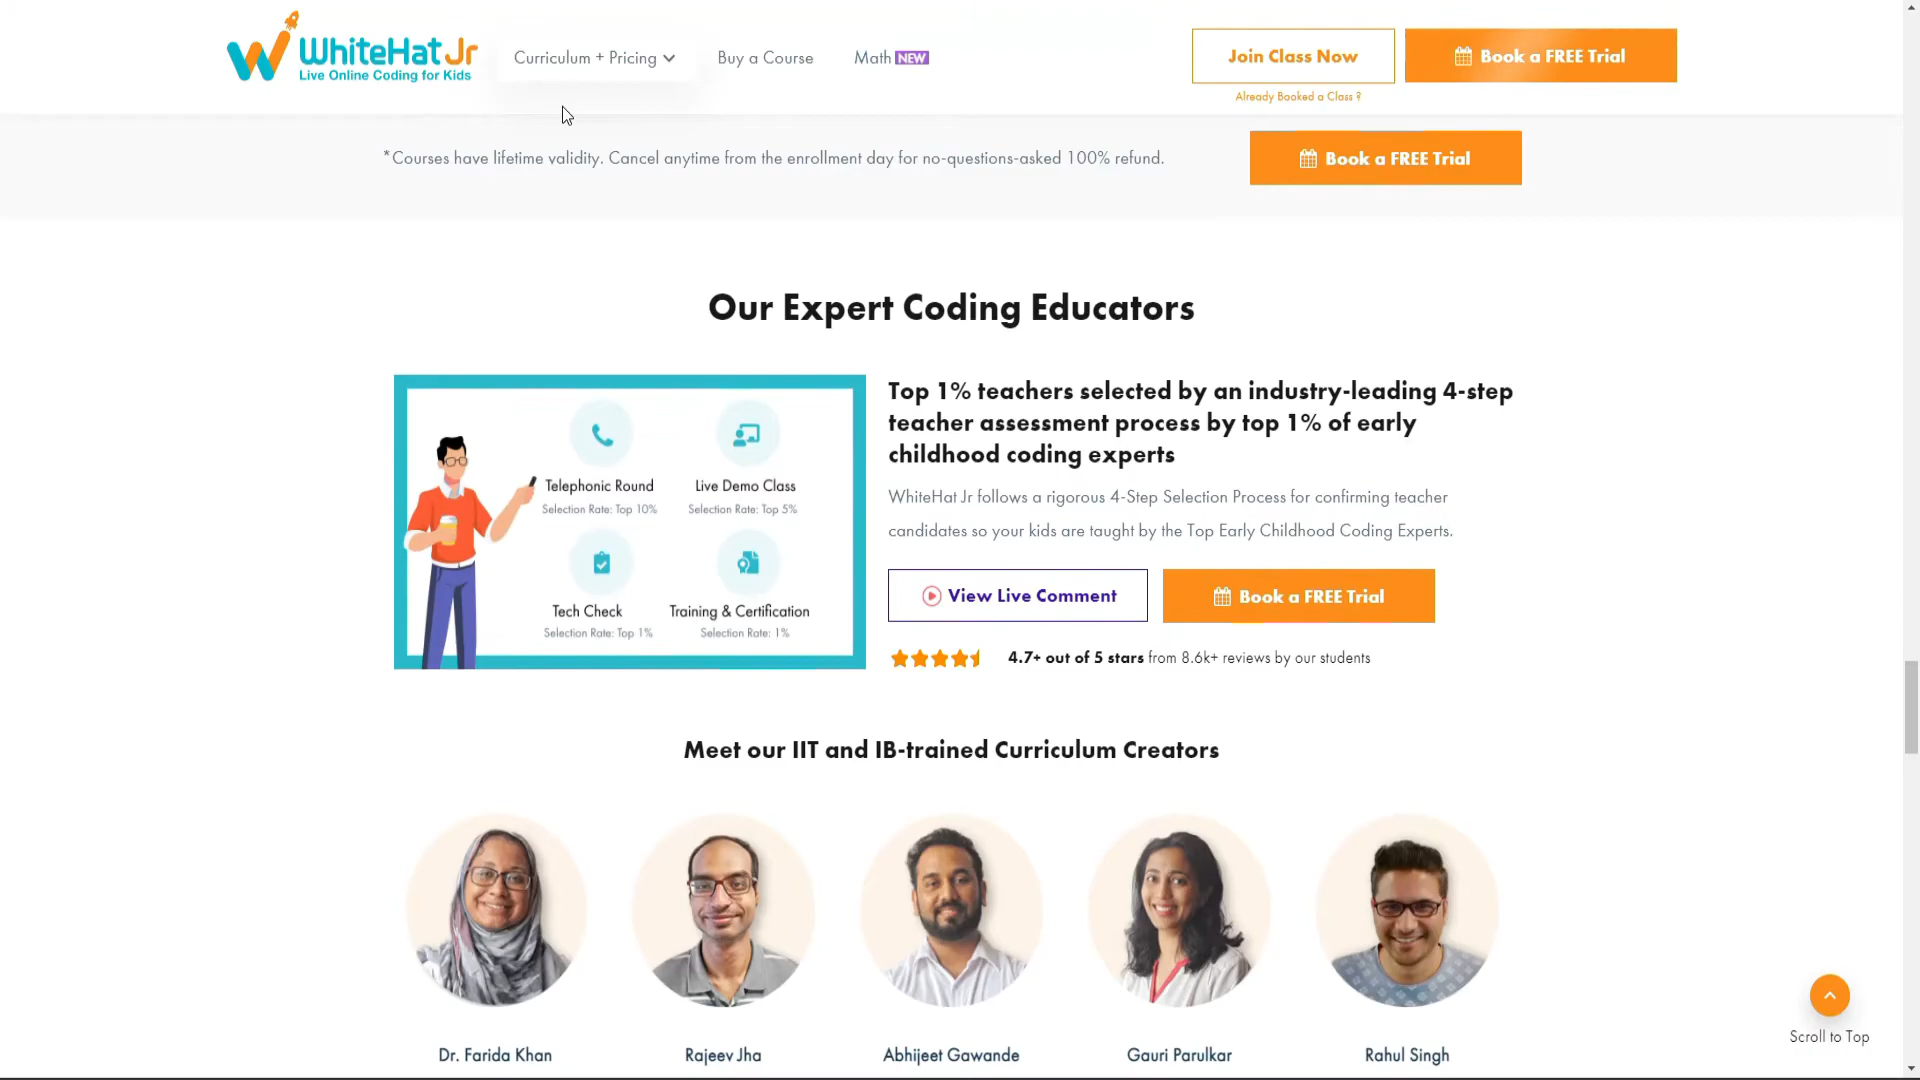 WhiteHat Jr
Live Online Coding for Kids
Curriculum + Pricing
Buy a Course
Math NEW
Join Class Now
Already Booked a Class ?
Book a FREE Trial
*Courses have lifetime validity. Cancel anytime from the enrollment day for no-questions-asked 100% refund.
Book a FREE Trial
Our Expert Coding Educators
Telephonic Round
Selection Rate: Top 10%
Live Demo Class
Selection Rate: Top 5%
Tech Check
Selection Rate: Top 1%
Training & Certification
Selection Rate: 1%
Top 1% teachers selected by an industry-leading 4-step
teacher assessment process by top 1% of early
childhood coding experts
WhiteHat Jr follows a rigorous 4-Step Selection Process for confirming teacher
candidates so your kids are taught by the Top Early Childhood Coding Experts.
View Live Comment
Book a FREE Trial
4.7+ out of 5 stars from 8.6k+ reviews by our students
Meet our IIT and IB-trained Curriculum Creators
Dr. Farida Khan
Rajeev Jha
Abhijeet Gawande
Gauri Parulkar
Rahul Singh
Scroll to Top